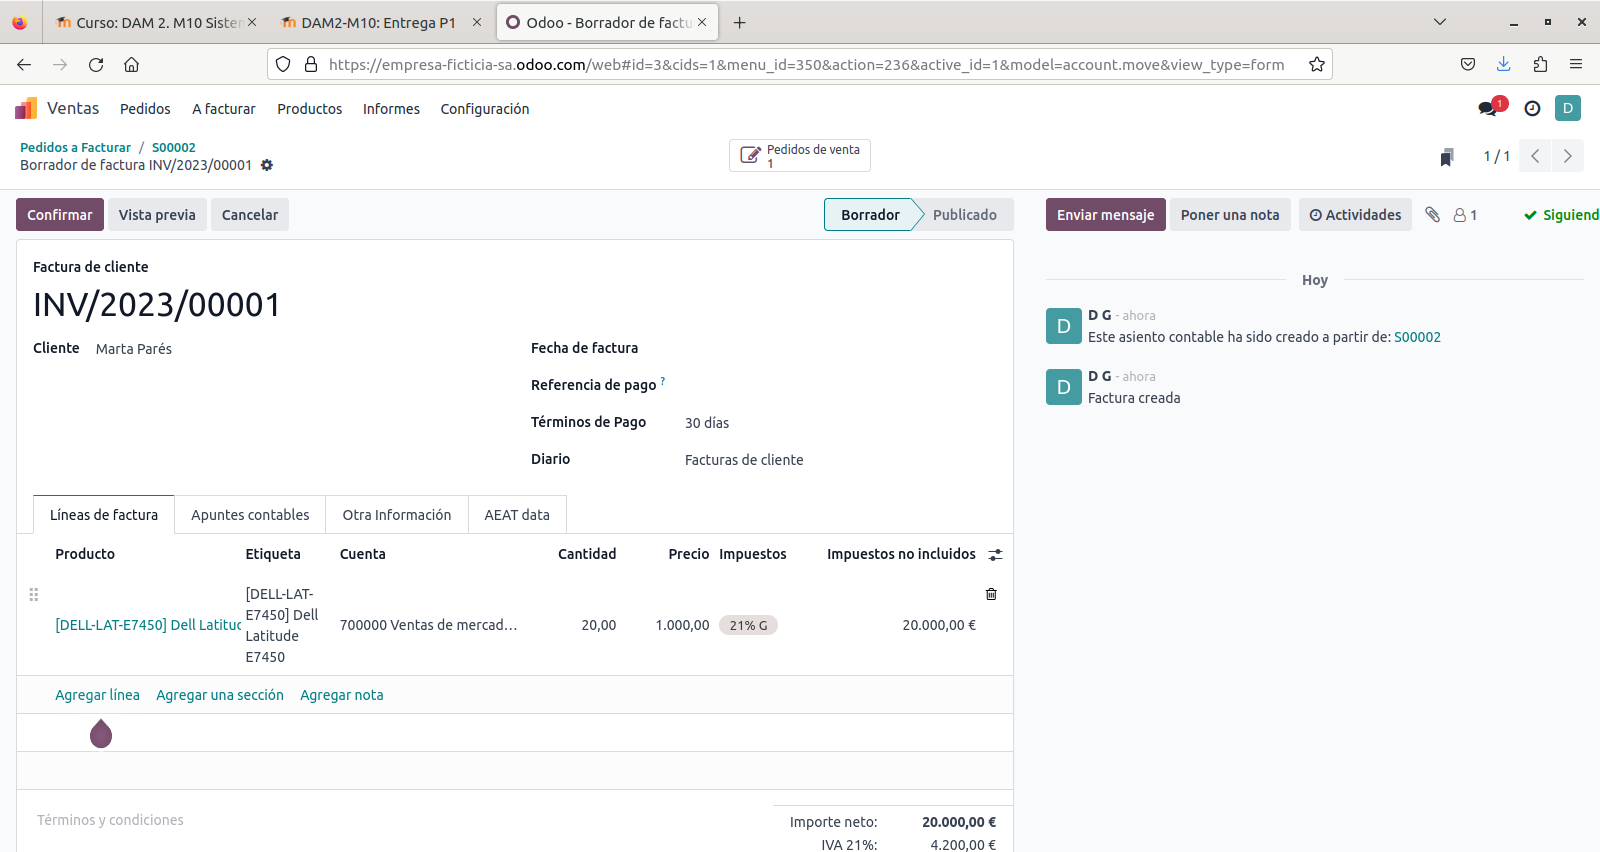 Curso: DAM 2. M10 Sister
DAM2-M10: Entrega P1
Odoo - Borrador de factu
https://empresa-ficticia-sa.odoo.com/web#id=3&cids=1&menu_id=350&action=236&active_id=1&model=account.move&view_type=form
Ventas Pedidos A facturar Productos Informes Configuración
1
D
Pedidos a Facturar / S00002
Borrador de factura INV/2023/00001
Pedidos de venta
1
1 / 1
Confirmar Vista previa Cancelar
Borrador Publicado
Enviar mensaje Poner una nota Actividades 1 Siguiend
Factura de cliente
INV/2023/00001
Cliente Marta Parés
Fecha de factura
Referencia de pago ?
Términos de Pago 30 días
Diario Facturas de cliente
Hoy
D
D G - ahora
Este asiento contable ha sido creado a partir de: S00002
D
D G - ahora
Factura creada
Líneas de factura Apuntes contables Otra Información AEAT data
Producto Etiqueta Cuenta Cantidad Precio Impuestos Impuestos no incluidos
[DELL-LAT-E7450] Dell Latitud
[DELL-LAT-
E7450] Dell
Latitude
E7450
700000 Ventas de mercad… 20,00 1.000,00 21% G 20.000,00 €
Agregar línea Agregar una sección Agregar nota
Términos y condiciones
Importe neto: 20.000,00 €
IVA 21%: 4.200,00 €